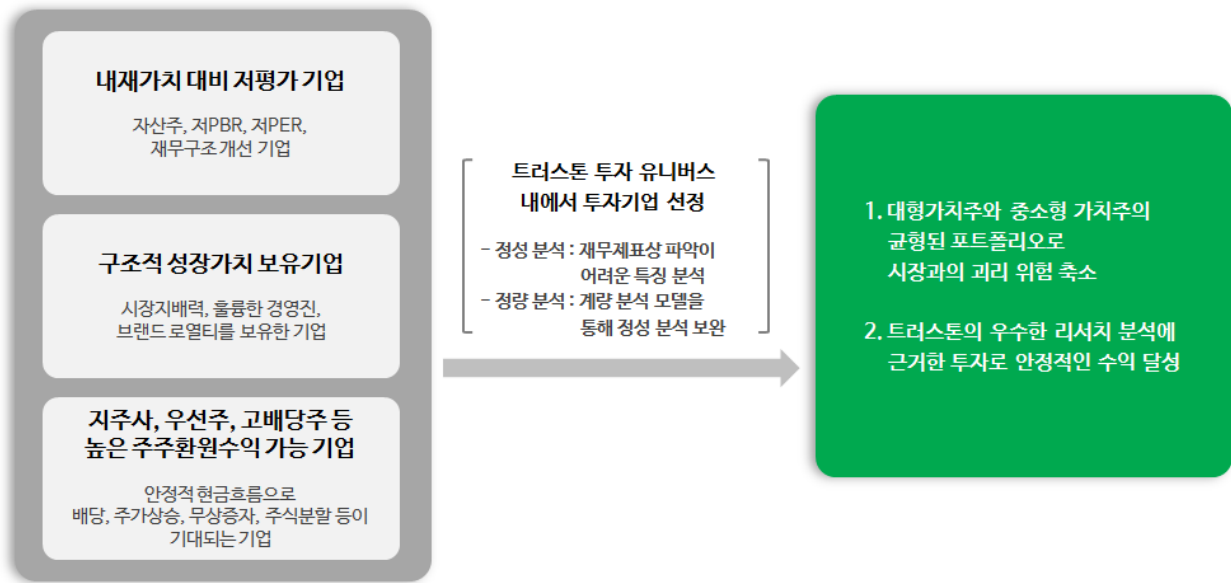 내재가치 대비 저평가 기업
자산주, 저PBR, 저PER,
재무구조 개선 기업
구조적 성장가치 보유기업
시장지배력, 훌륭한 경영진,
브랜드 로열티를 보유한 기업
지주사, 우선주, 고배당주 등
높은 주주환원수익 가능 기업
안정적 현금흐름으로
배당, 주가상승, 무상증자, 주식분할 등이
기대되는 기업
트러스톤 투자 유니버스
내에서 투자기업 선정
- 정성 분석 : 재무제표상 파악이
어려운 특징 분석
- 정량 분석 : 계량 분석 모델을
통해 정성 분석 보완
1. 대형가치주와 중소형 가치주의
균형된 포트폴리오로
시장과의 괴리 위험 축소
2. 트러스톤의 우수한 리서치 분석에
근거한 투자로 안정적인 수익 달성